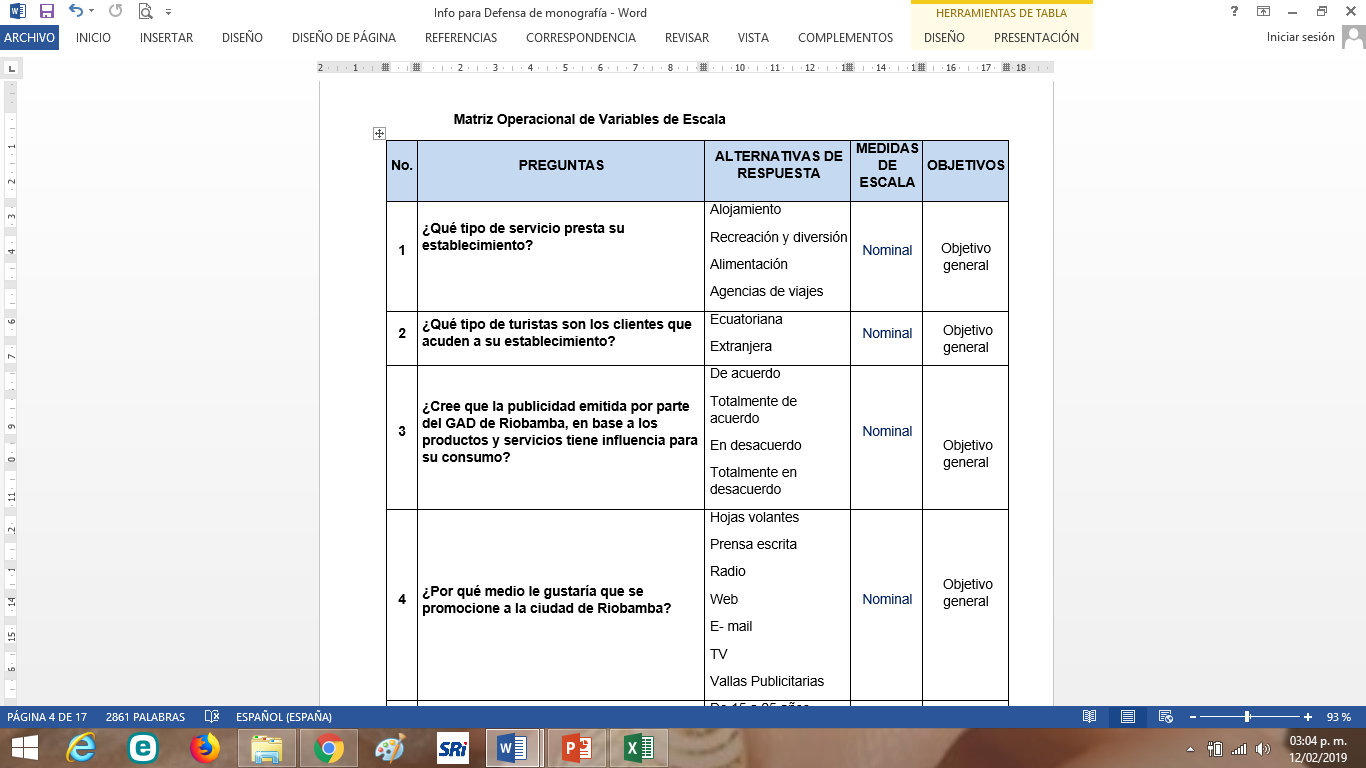 Info para Defensa de monografía - Word
HERRAMIENTAS DE TABLA
?
ARCHIVO
INICIO
INSERTAR
DISEÑO
DISEÑO DE PÁGINA
REFERENCIAS
CORRESPONDENCIA
REVISAR
VISTA
COMPLEMENTOS
DISEÑO
PRESENTACIÓN
Iniciar sesión
Matriz Operacional de Variables de Escala
No.
PREGUNTAS
ALTERNATIVAS DE
RESPUESTA
MEDIDAS
DE
ESCALA
OBJETIVOS
1
¿Qué tipo de servicio presta su
establecimiento?
Alojamiento
Recreación y diversión
Alimentación
Agencias de viajes
Nominal
Objetivo
general
2
¿Qué tipo de turistas son los clientes que
acuden a su establecimiento?
Ecuatoriana
Extranjera
Nominal
Objetivo
general
3
¿Cree que la publicidad emitida por parte
del GAD de Riobamba, en base a los
productos y servicios tiene influencia para
su consumo?
De acuerdo
Totalmente de
acuerdo
En desacuerdo
Totalmente en
desacuerdo
Nominal
Objetivo
general
4
¿Por qué medio le gustaría que se
promocione a la ciudad de Riobamba?
Hojas volantes
Prensa escrita
Radio
Web
E- mail
TV
Vallas Publicitarias
Nominal
Objetivo
general
PÁGINA 4 DE 17
2861 PALABRAS
ESPAÑOL (ESPAÑA)
93 %
SRi
03:04 p. m.
12/02/2019